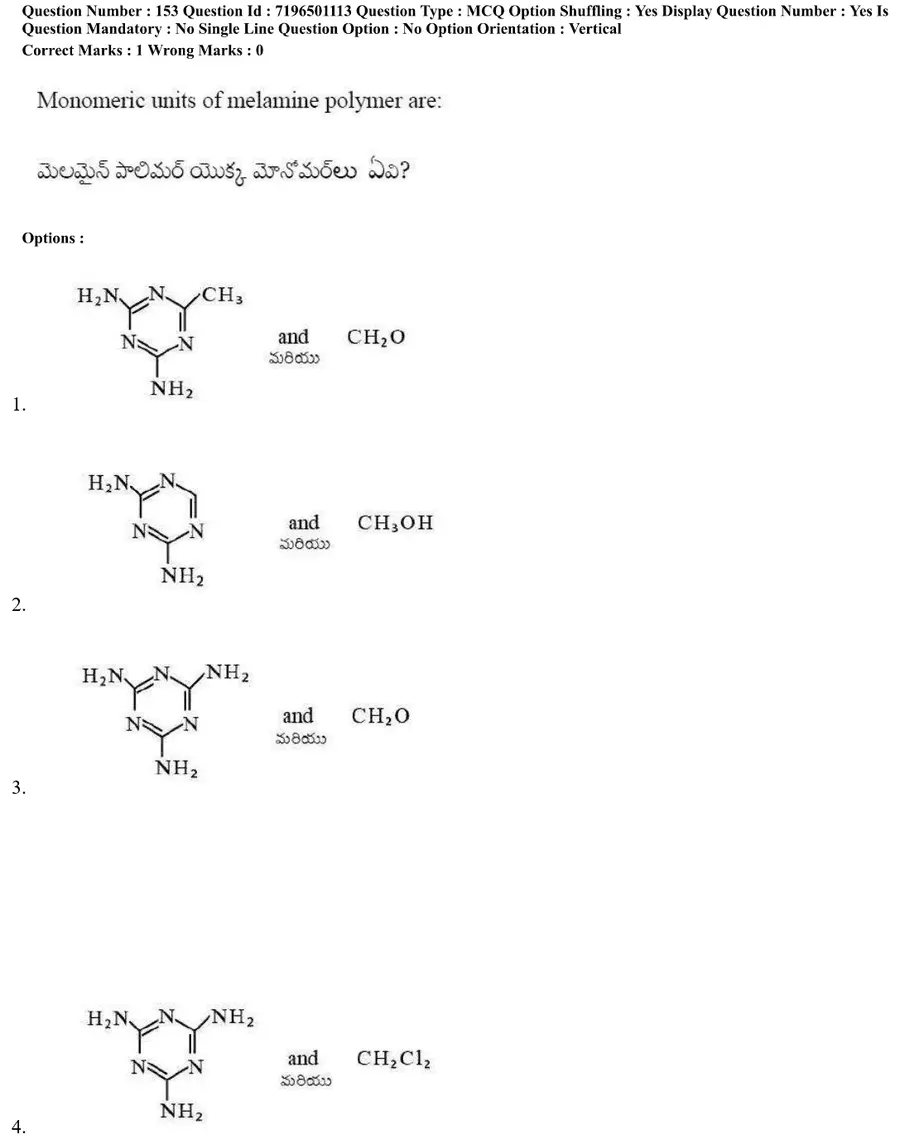 Question Number : 153 Question Id : 7196501113 Question Type : MCQ Option Shuffling : Yes Display Question Number : Yes Is
Question Mandatory : No Single Line Question Option : No Option Orientation : Vertical
Correct Marks : 1 Wrong Marks : 0
Monomeric units of melamine polymer are:
మెలమైన్ పాలిమర్ యొక్క మోనోమర్‌లు ఏవి?
Options :
H₂N N CH₃
N N and CH₂O
మరియు
NH₂
1.
H₂N N
N N and CH₃OH
మరియు
NH₂
2.
H₂N N NH₂
N N and CH₂O
మరియు
NH₂
3.
H₂N N NH₂
N N and CH₂Cl₂
మరియు
NH₂
4.